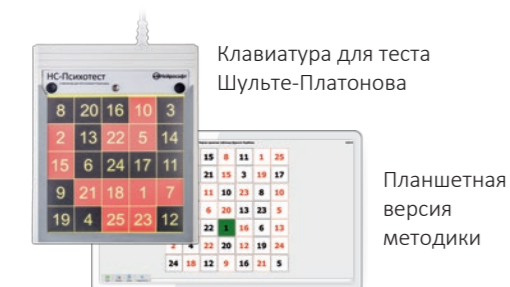 Клавиатура для теста
Шульте-Платонова
НС-Психотест
Нейрософт
8 20 16 10 3
2 13 22 5 14
15 6 24 17 11
9 21 18 1 7
19 4 25 23 12
15 8 11 1 25
21 15 3 19 17
11 10 23 8 10
6 20 13 23 5
22 1 16 6 13
2 4 22 20 12 19 24
24 18 12 9 16 21 5
Планшетная
версия
методики